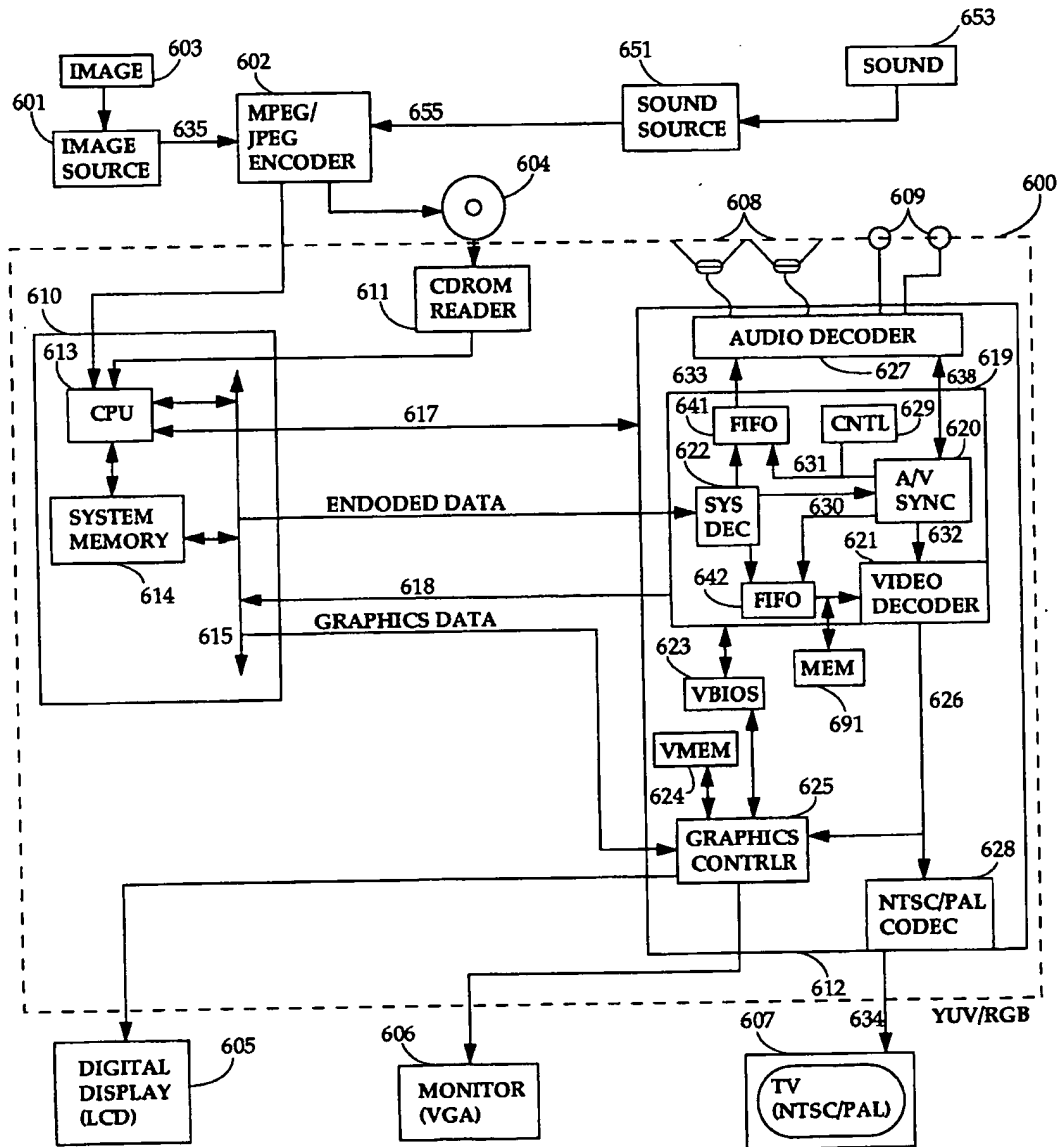 603
IMAGE
602
601
IMAGE
SOURCE
635
MPEG/
JPEG
ENCODER
655
651
SOUND
SOURCE
653
SOUND
604
608
609
600
610
611
CDROM
READER
613
CPU
617
AUDIO DECODER
627
638
619
633
641
FIFO
CNTL
629
620
622
631
A/V
SYNC
SYSTEM
MEMORY
614
ENDODED DATA
SYS
DEC
630
632
621
642
FIFO
VIDEO
DECODER
618
GRAPHICS DATA
615
623
VBIOS
MEM
691
626
VMEM
624
625
GRAPHICS
CONTRLR
628
NTSC/PAL
CODEC
612
YUV/RGB
634
605
DIGITAL
DISPLAY
(LCD)
606
MONITOR
(VGA)
607
TV
(NTSC/PAL)